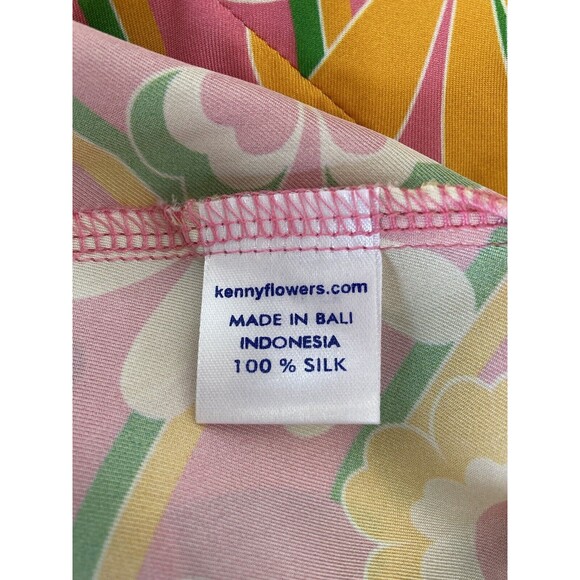 kennyflowers.com
MADE IN BALI
INDONESIA
100 % SILK